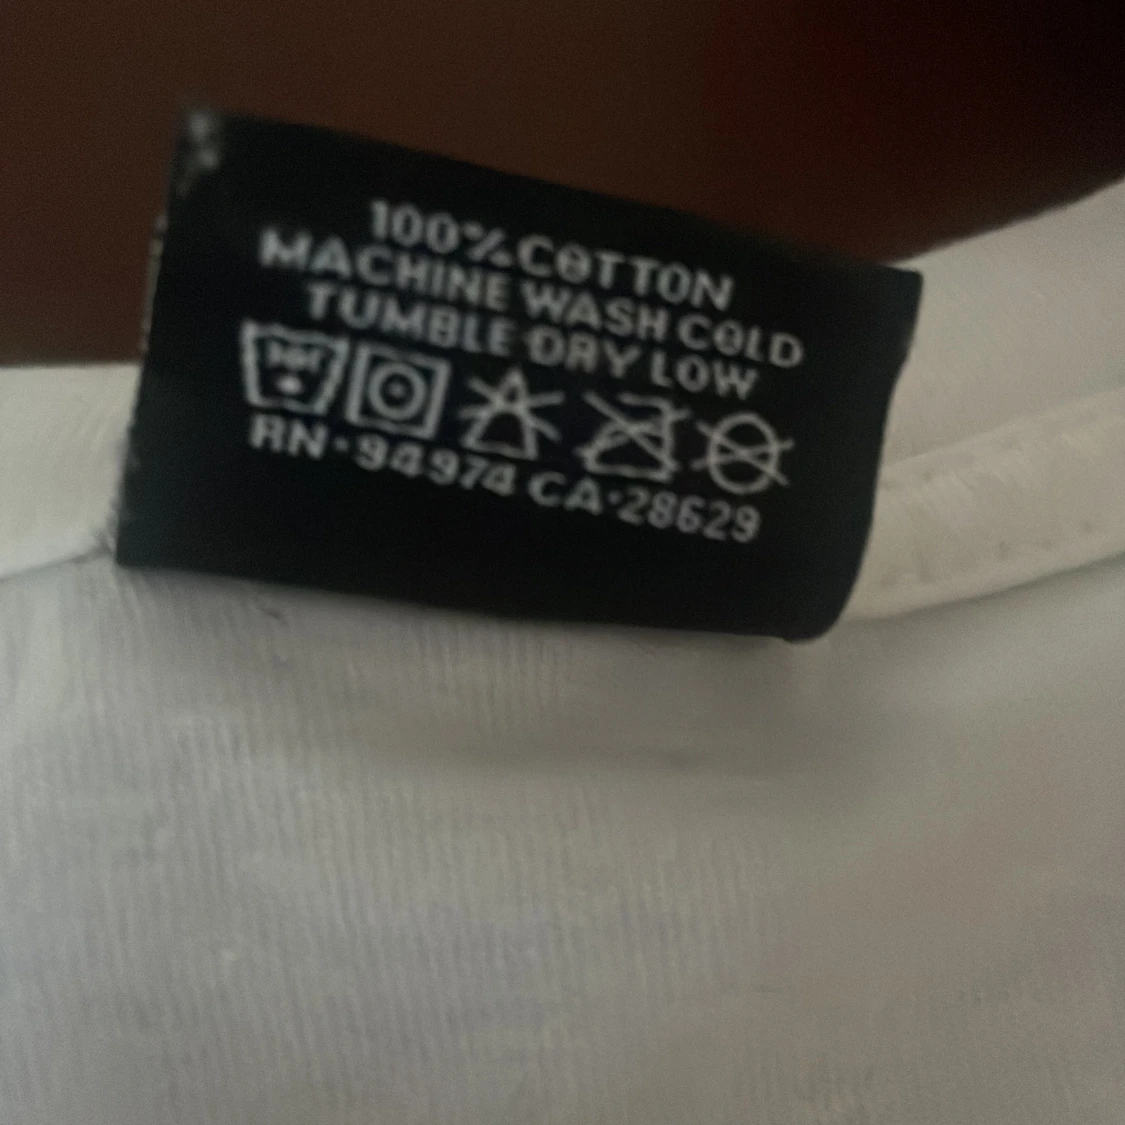 100% COTTON
MACHINE WASH COLD
TUMBLE DRY LOW
RN·94974 CA·28629